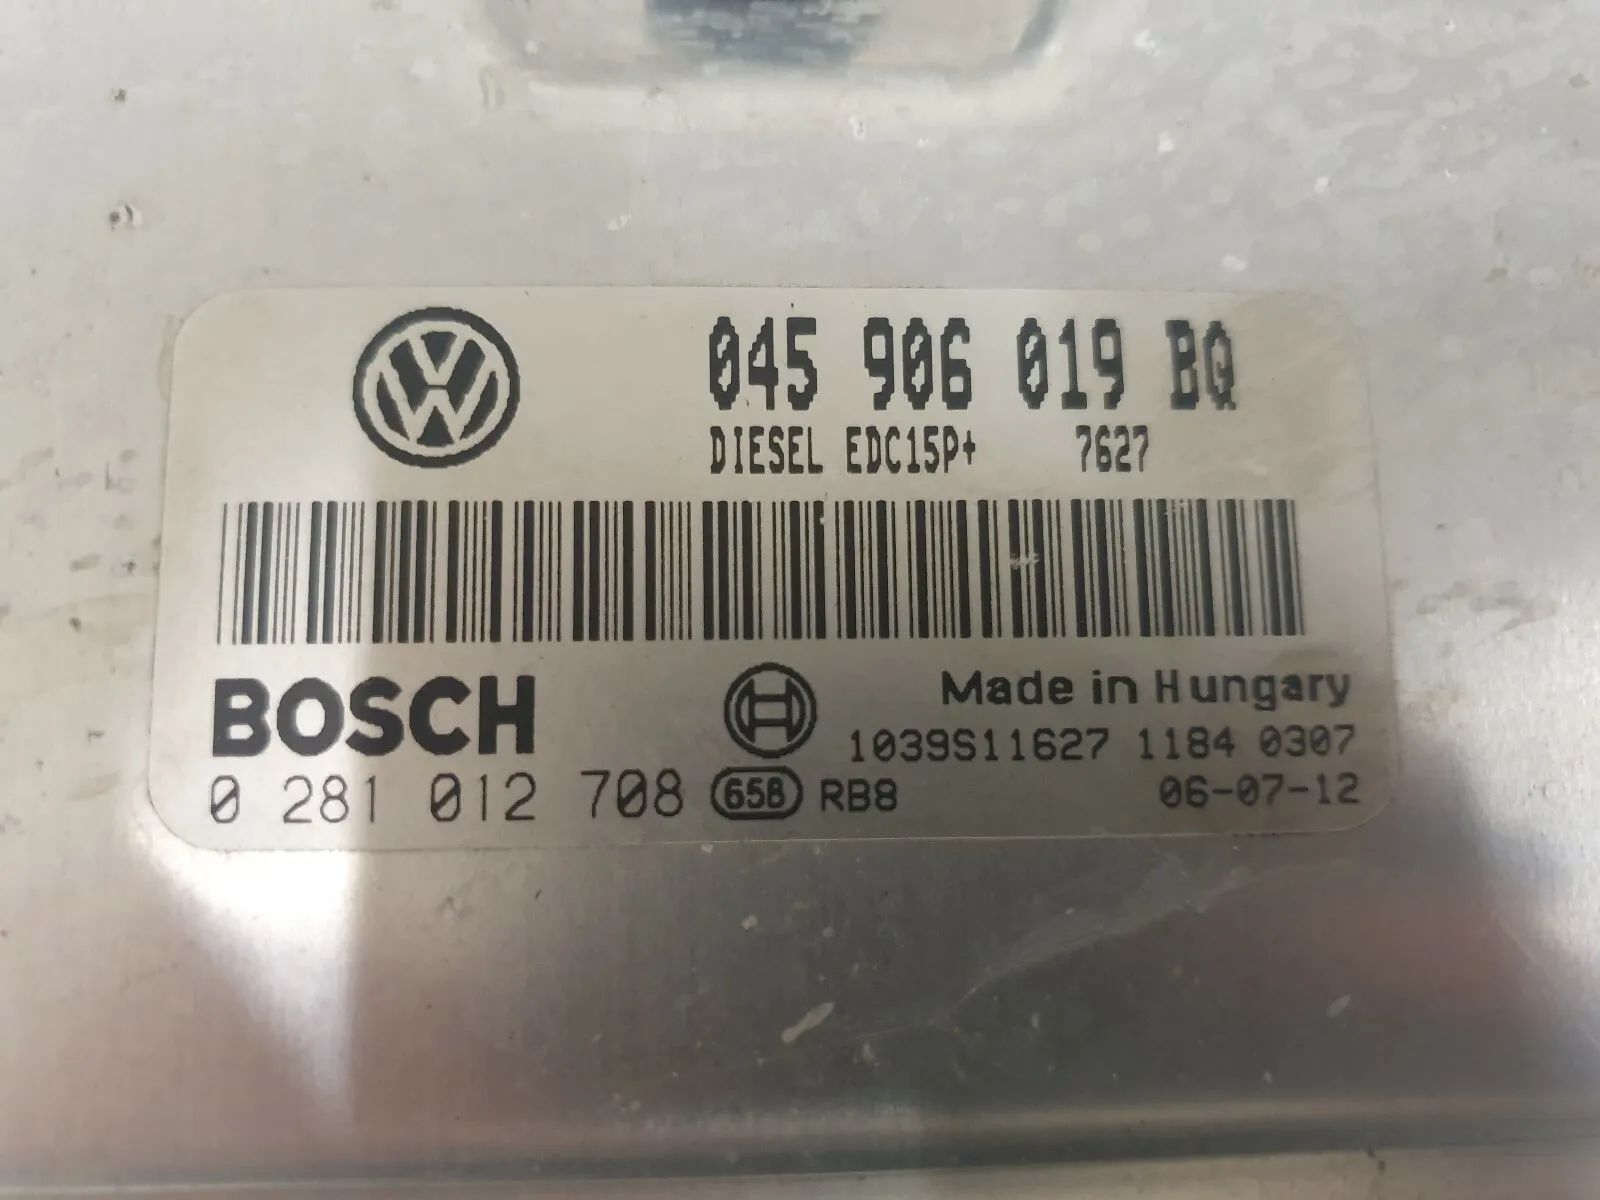 045 906 019 BQ
DIESEL EDC15P+ 7627
BOSCH
Made in Hungary
1039S11627 1184 0307
0 281 012 708 65B RB8 06-07-12